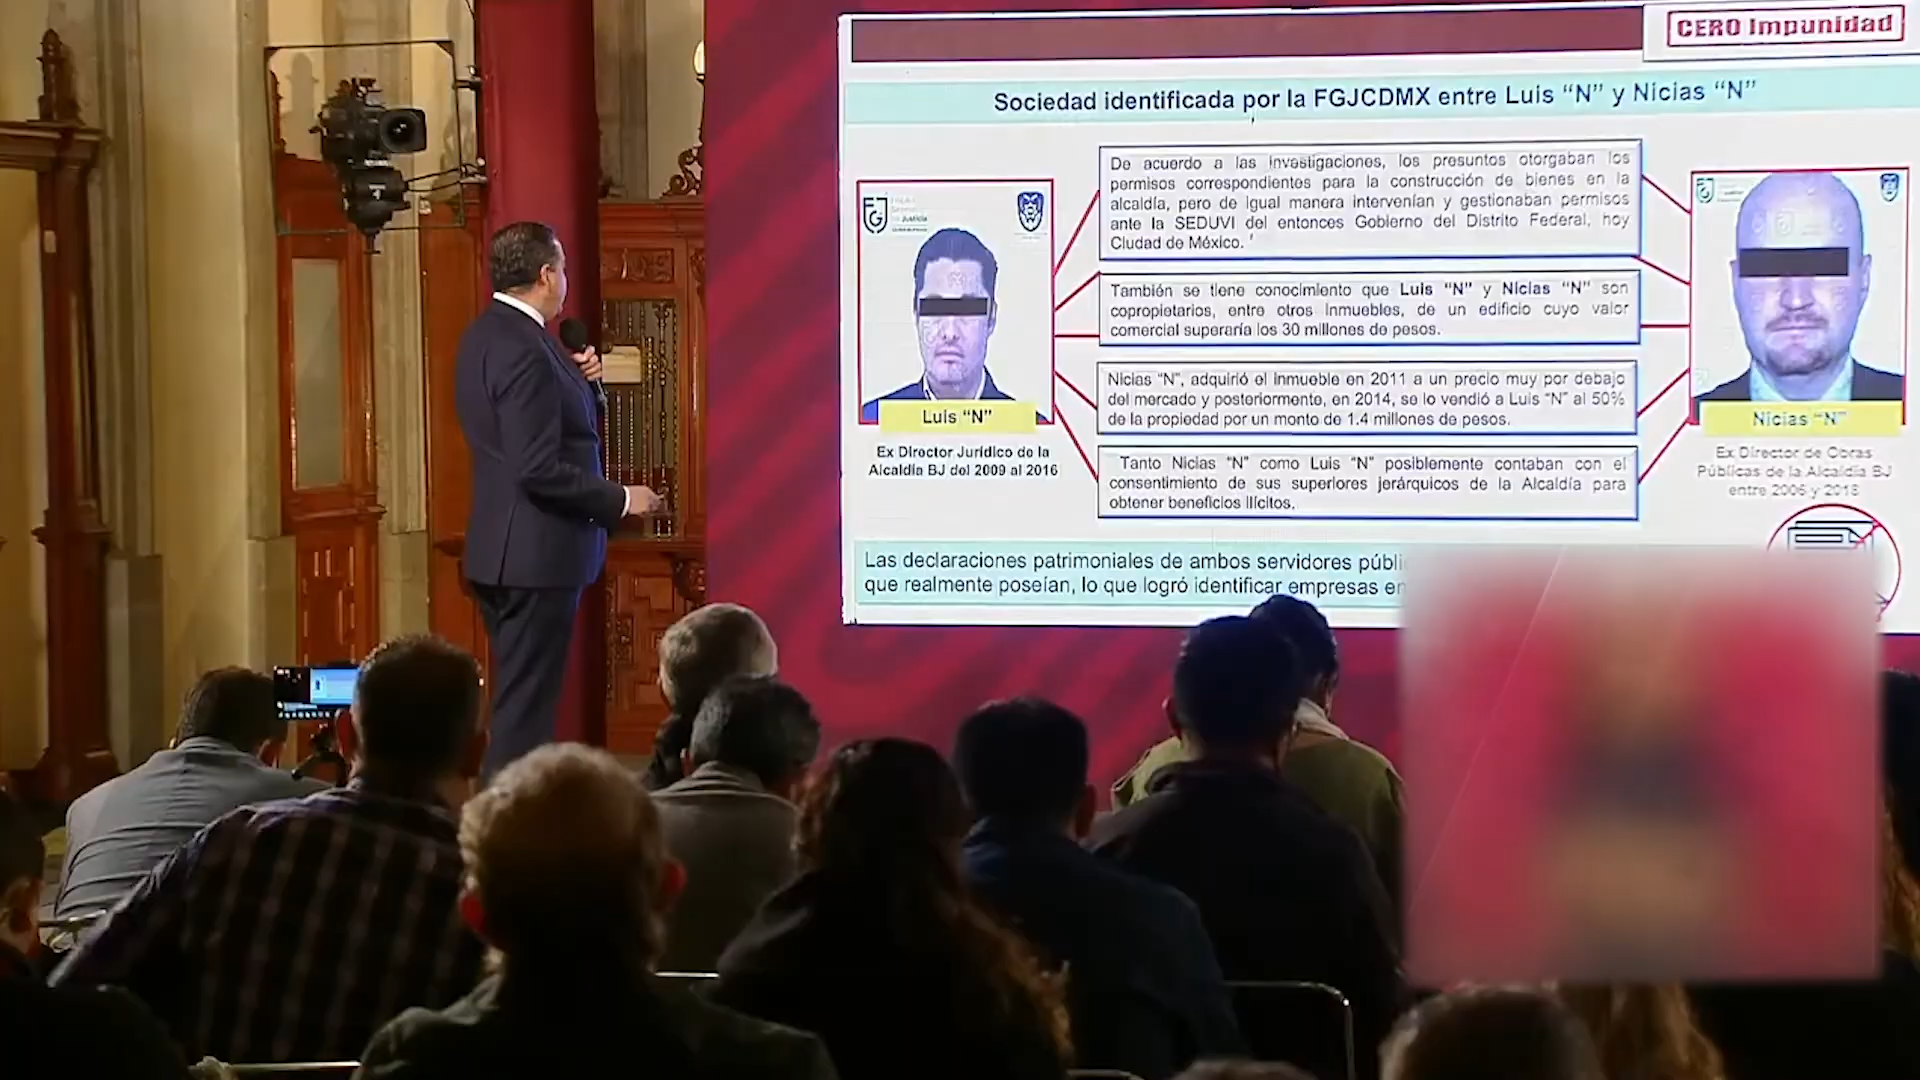 CERO Impunidad
Sociedad identificada por la FGJCDMX entre Luis “N” y Nicias “N”
De acuerdo a las investigaciones, los presuntos otorgaban los
permisos correspondientes para la construcción de bienes en la
alcaldía, pero de igual manera intervenían y gestionaban permisos
ante la SEDUVI del entonces Gobierno del Distrito Federal, hoy
Ciudad de México.
También se tiene conocimiento que Luis “N” y Nicias “N” son
copropietarios, entre otros inmuebles, de un edificio cuyo valor
comercial superaría los 30 millones de pesos.
Nicias “N”, adquirió el inmueble en 2011 a un precio muy por debajo
del mercado y posteriormente, en 2014, se lo vendió a Luis “N” al 50%
de la propiedad por un monto de 1.4 millones de pesos.
Tanto Nicias “N” como Luis “N” posiblemente contaban con el
consentimiento de sus superiores jerárquicos de la Alcaldía para
obtener beneficios ilícitos.
Luis “N”
Ex Director Jurídico de la
Alcaldía BJ del 2009 al 2016
Nicias “N”
Ex Director de Obras
Públicas de la Alcaldía BJ
entre 2006 y 2018
Las declaraciones patrimoniales de ambos servidores públi
que realmente poseían, lo que logró identificar empresas en